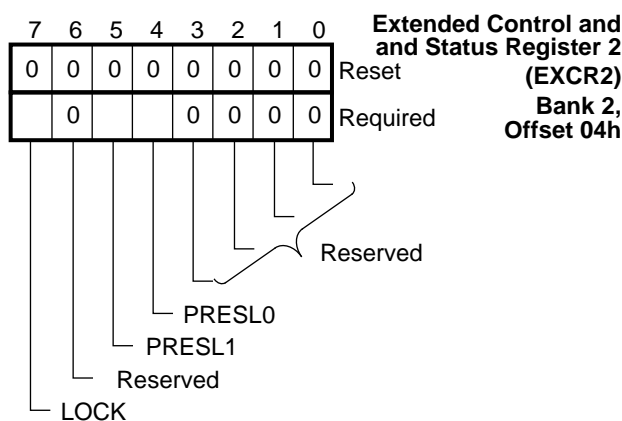 7 6 5 4 3 2 1 0
Extended Control and
and Status Register 2
(EXCR2)
Bank 2,
Offset 04h
0 0 0 0 0 0 0 0 Reset
0 0 0 0 0 Required
Reserved
PRESL0
PRESL1
Reserved
LOCK